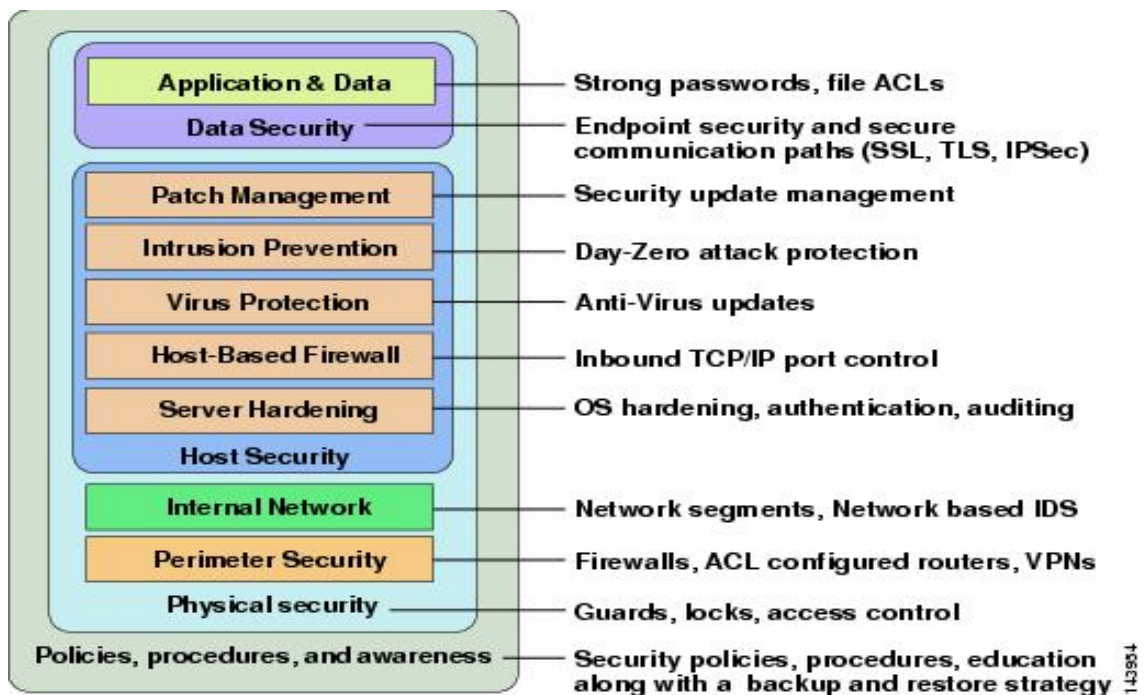 Application & Data
Strong passwords, file ACLs
Data Security
Endpoint security and secure
communication paths (SSL, TLS, IPSec)
Patch Management
Security update management
Intrusion Prevention
Day-Zero attack protection
Virus Protection
Anti-Virus updates
Host-Based Firewall
Inbound TCP/IP port control
Server Hardening
OS hardening, authentication, auditing
Host Security
Internal Network
Network segments, Network based IDS
Perimeter Security
Firewalls, ACL configured routers, VPNs
Physical security
Guards, locks, access control
Policies, procedures, and awareness
Security policies, procedures, education
along with a backup and restore strategy
43954